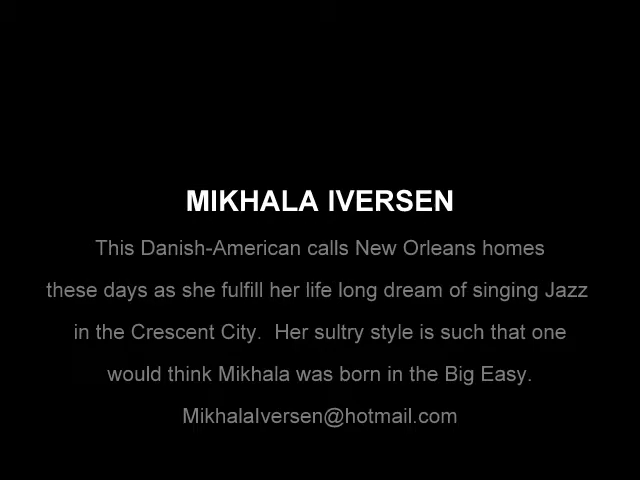 MIKHALA IVERSEN
This Danish-American calls New Orleans homes
these days as she fulfill her life long dream of singing Jazz
in the Crescent City.  Her sultry style is such that one
would think Mikhala was born in the Big Easy.
MikhalaIversen@hotmail.com